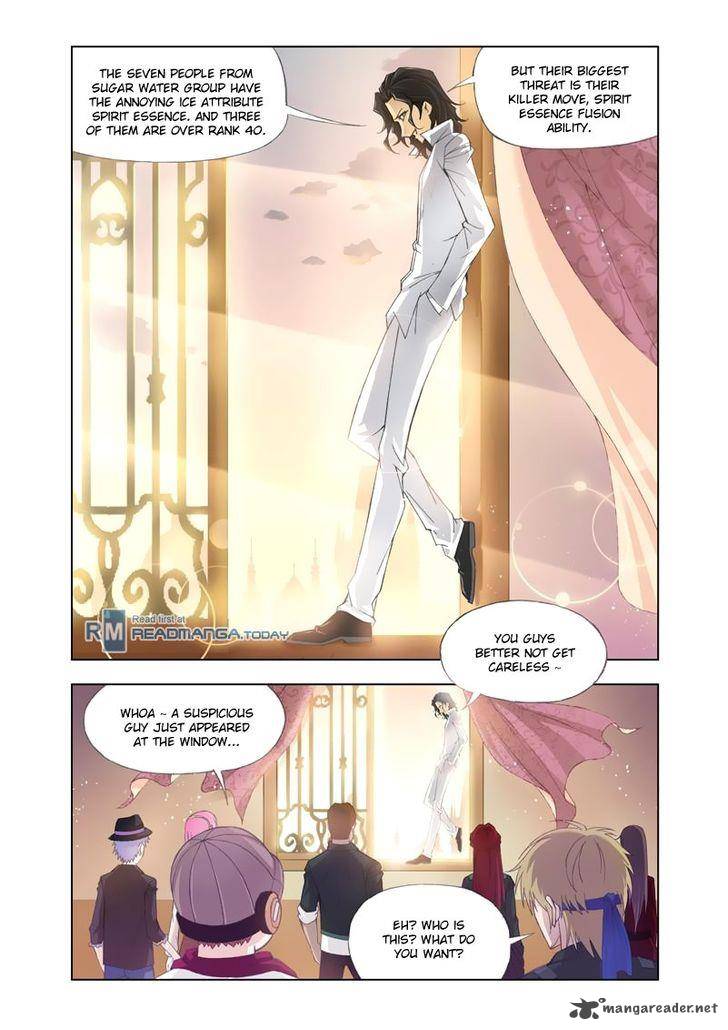 THE SEVEN PEOPLE FROM
SUGAR WATER GROUP HAVE
THE ANNOYING ICE ATTRIBUTE
SPIRIT ESSENCE. AND THREE
OF THEM ARE OVER RANK 40.
BUT THEIR BIGGEST
THREAT IS THEIR
KILLER MOVE, SPIRIT
ESSENCE FUSION
ABILITY.
RM
Read first at
READMANGA.TODAY
YOU GUYS
BETTER NOT GET
CARELESS ~
WHOA ~ A SUSPICIOUS
GUY JUST APPEARED
AT THE WINDOW...
EH? WHO IS
THIS? WHAT DO
YOU WANT?
mangareader.net